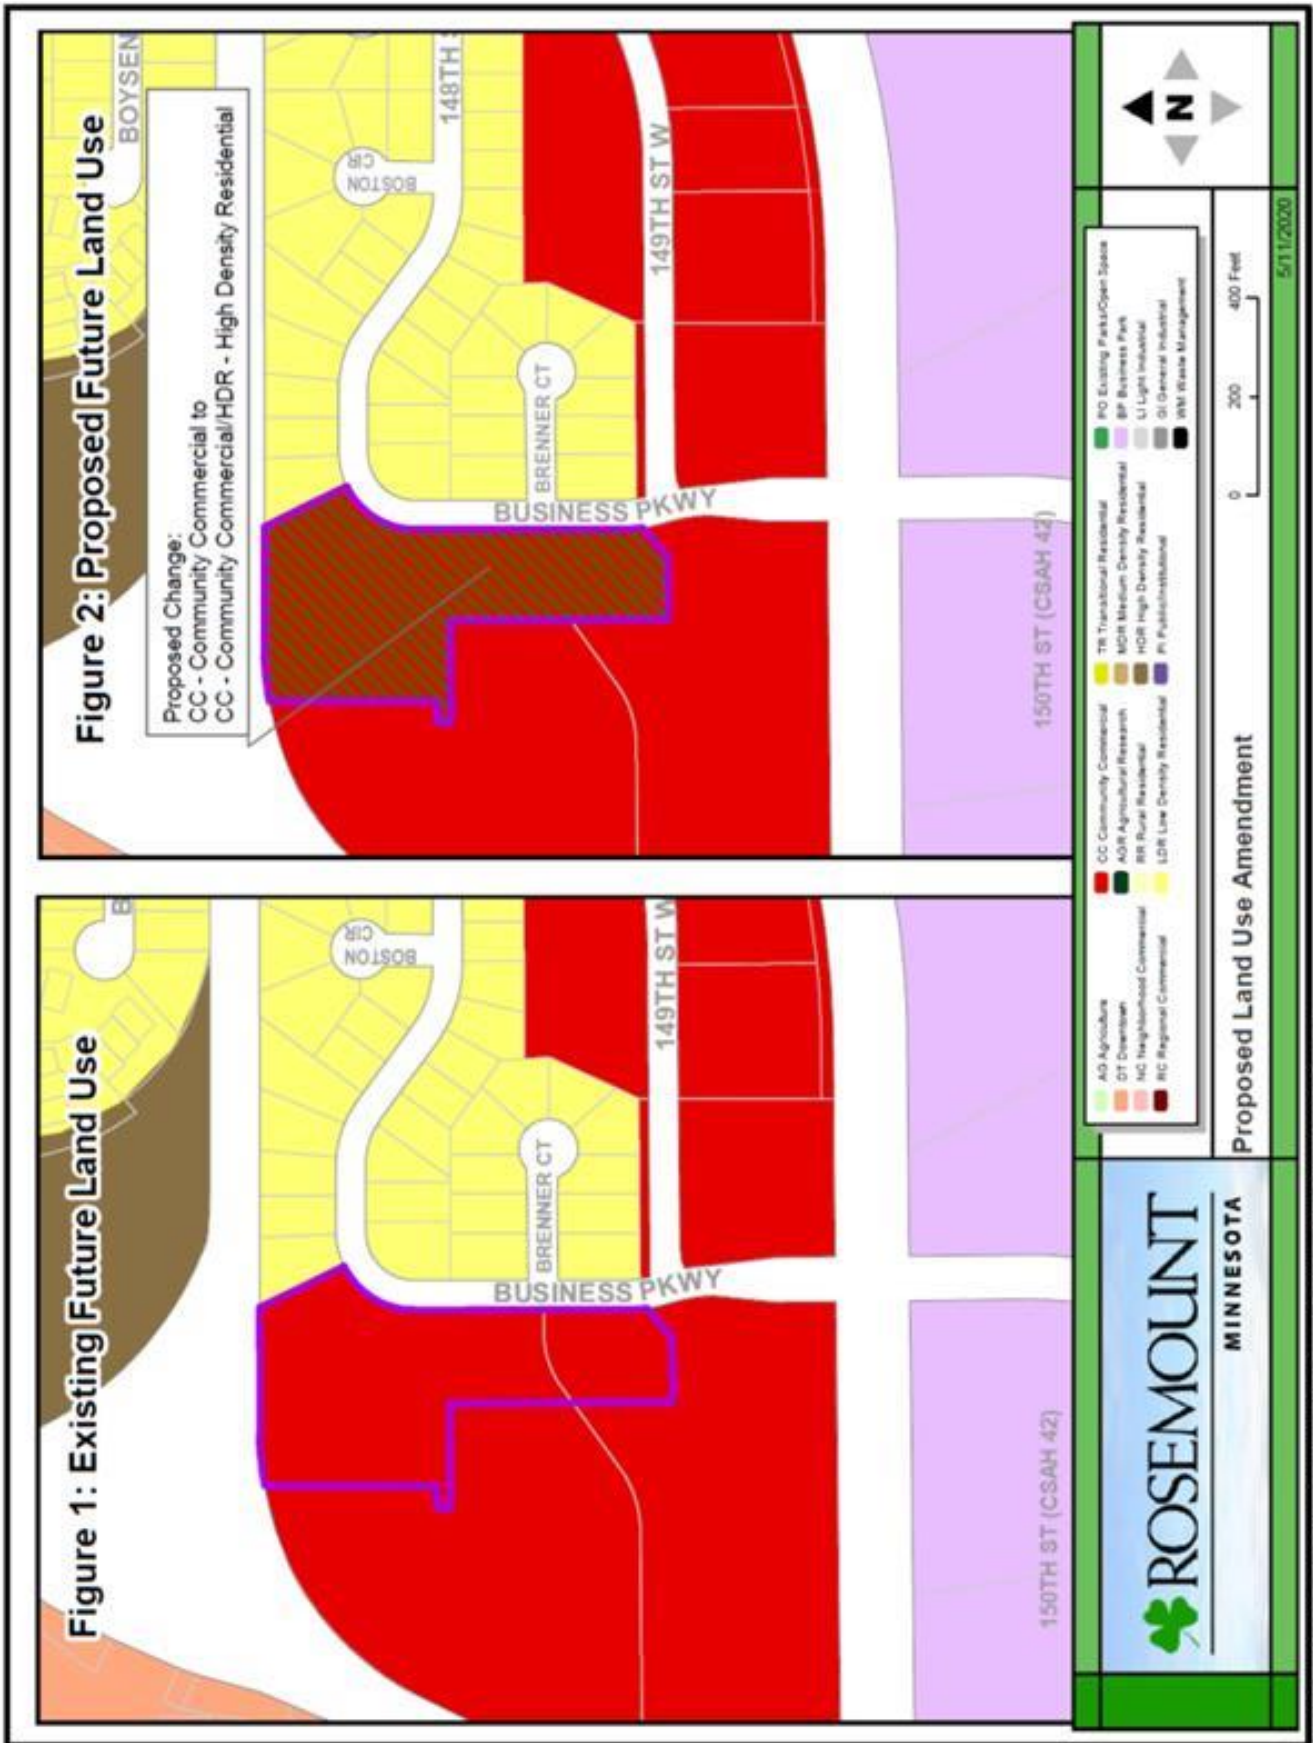 Figure 1: Existing Future Land Use
B
BOSTON
CIR
BRENNER CT
BUSINESS PKWY
149TH ST W
150TH ST (CSAH 42)
Figure 2: Proposed Future Land Use
BOYSEN
Proposed Change:
CC - Community Commercial to
CC - Community Commercial/HDR - High Density Residential
148TH
BOSTON
CIR
BRENNER CT
BUSINESS PKWY
149TH ST W
150TH ST (CSAH 42)
ROSEMOUNT
MINNESOTA
AG Agriculture
DT Downtown
NC Neighborhood Commercial
RC Regional Commercial
CC Community Commercial
AGR Agricultural Research
RR Rural Residential
LDR Low Density Residential
TR Transitional Residential
MDR Medium Density Residential
HDR High Density Residential
PI Public/Institutional
PO Existing Parks/Open Space
BP Business Park
LI Light Industrial
GI General Industrial
WM Waste Management
Proposed Land Use Amendment
0 200 400 Feet
N
5/11/2020